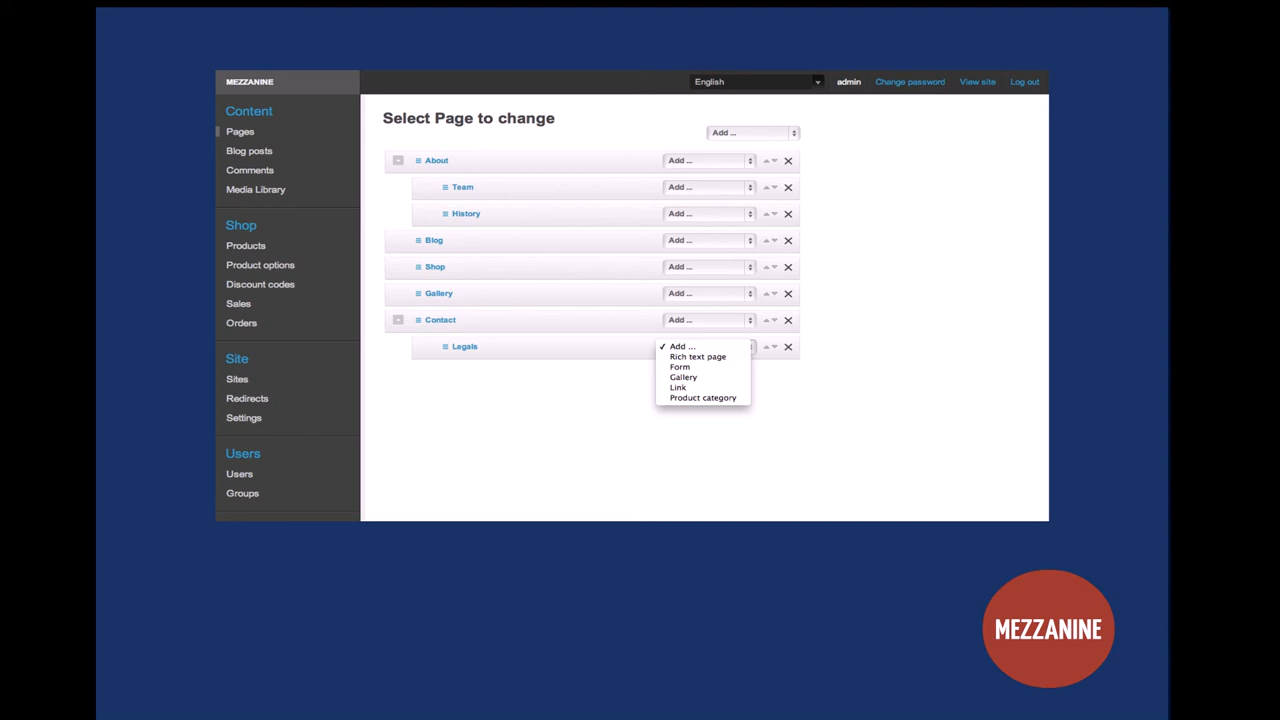 MEZZANINE
English
admin
Change password
View site
Log out
Content
Pages
Blog posts
Comments
Media Library
Shop
Products
Product options
Discount codes
Sales
Orders
Site
Sites
Redirects
Settings
Users
Users
Groups
Select Page to change
Add ...
About Add ...
Team Add ...
History Add ...
Blog Add ...
Shop Add ...
Gallery Add ...
Contact Add ...
Legals
✓ Add ...
Rich text page
Form
Gallery
Link
Product category
MEZZANINE